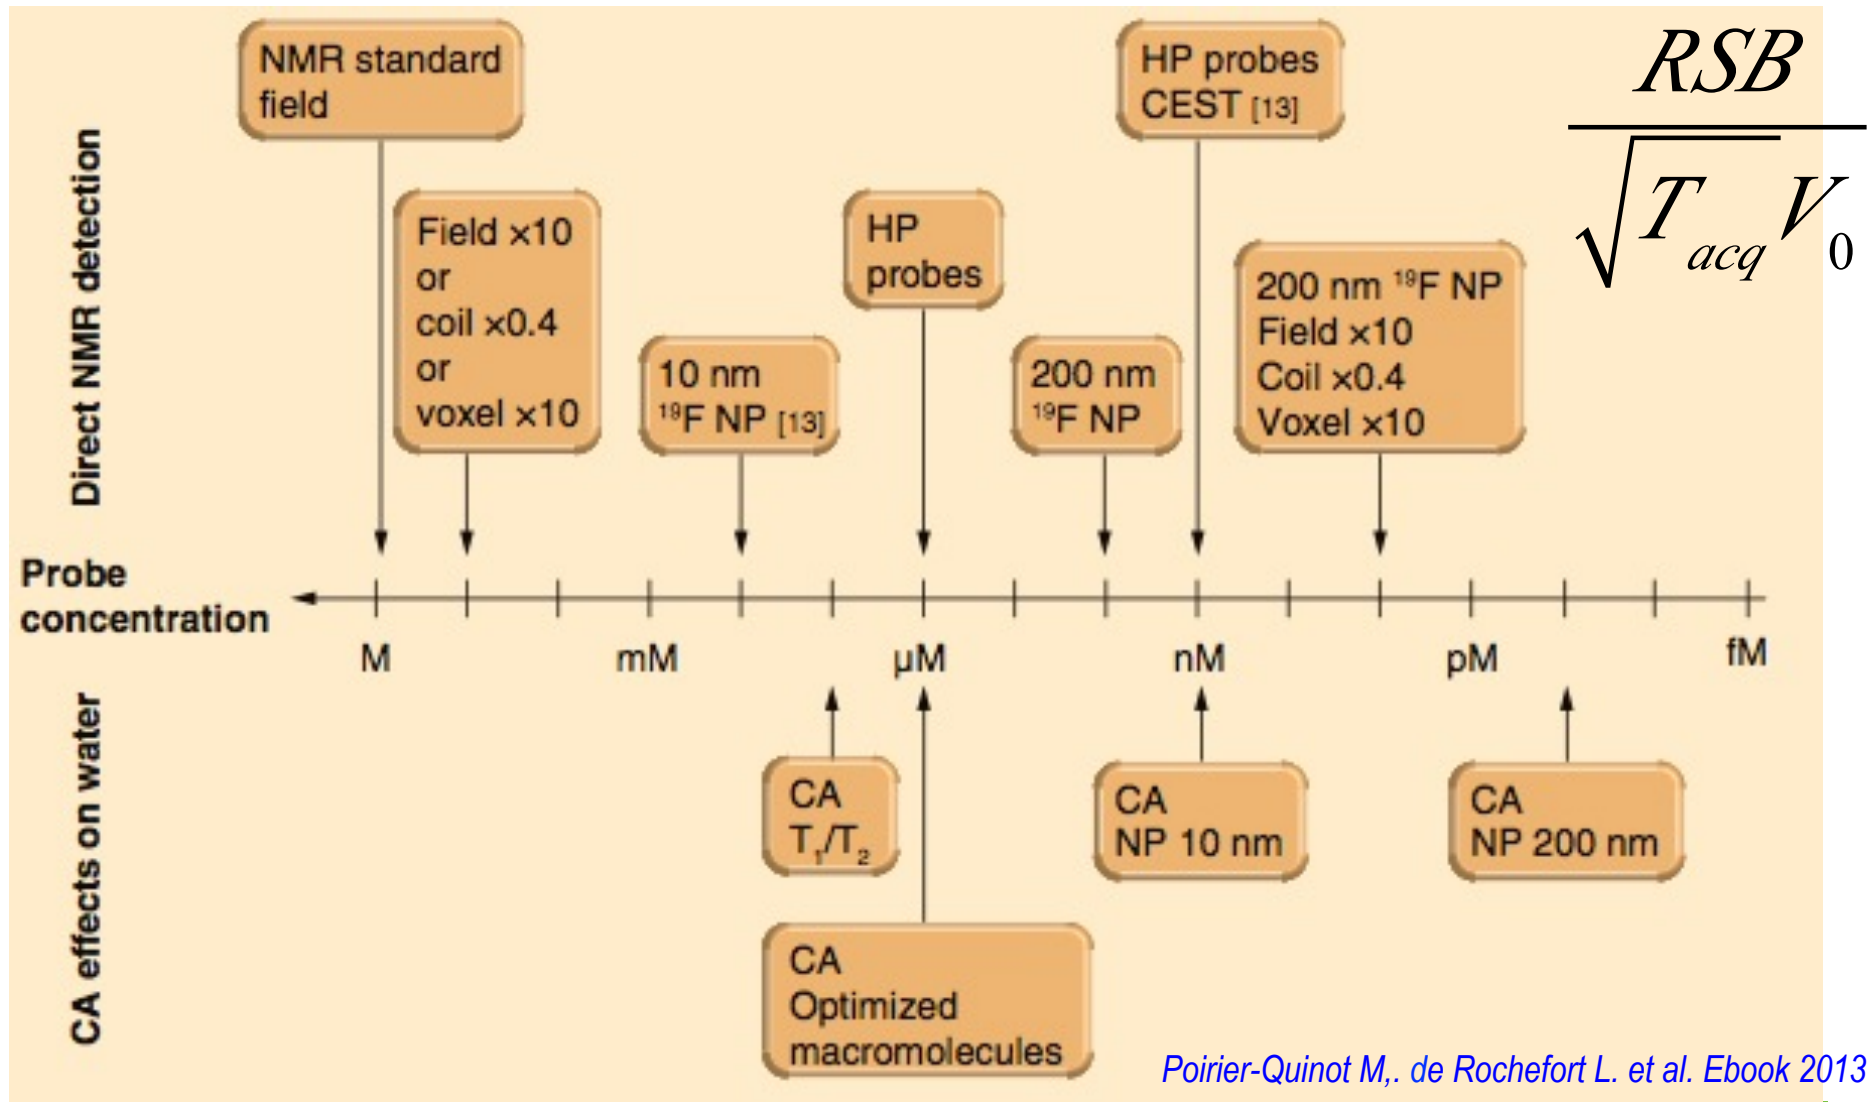 NMR standard
field
HP probes
CEST [13]
RSB
√T_acq V_0
Direct NMR detection
Field ×10
or
coil ×0.4
or
voxel ×10
HP
probes
10 nm
¹⁹F NP [13]
200 nm
¹⁹F NP
200 nm ¹⁹F NP
Field ×10
Coil ×0.4
Voxel ×10
Probe
concentration
M
mM
µM
nM
pM
fM
CA effects on water
CA
T₁/T₂
CA
NP 10 nm
CA
NP 200 nm
CA
Optimized
macromolecules
Poirier-Quinot M,. de Rochefort L. et al. Ebook 2013